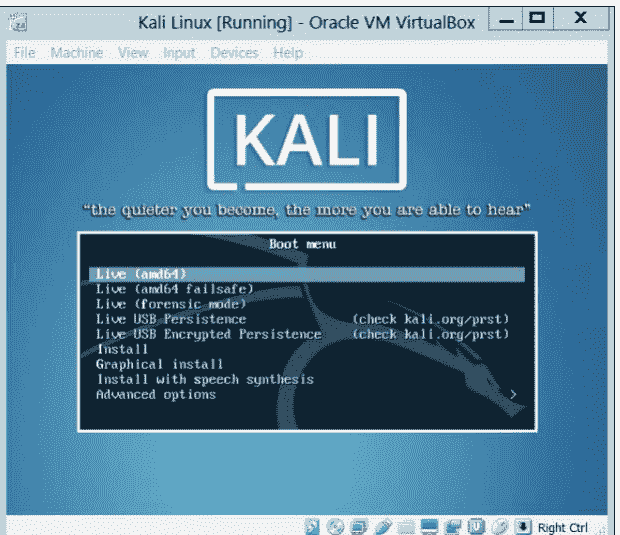 Kali Linux [Running] - Oracle VM VirtualBox
File Machine View Input Devices Help
KALI
"the quieter you become, the more you are able to hear"
Boot menu
Live (amd64)
Live (amd64 failsafe)
Live (forensic mode)
Live USB Persistence (check kali.org/prst)
Live USB Encrypted Persistence (check kali.org/prst)
Install
Graphical install
Install with speech synthesis
Advanced options >
Right Ctrl